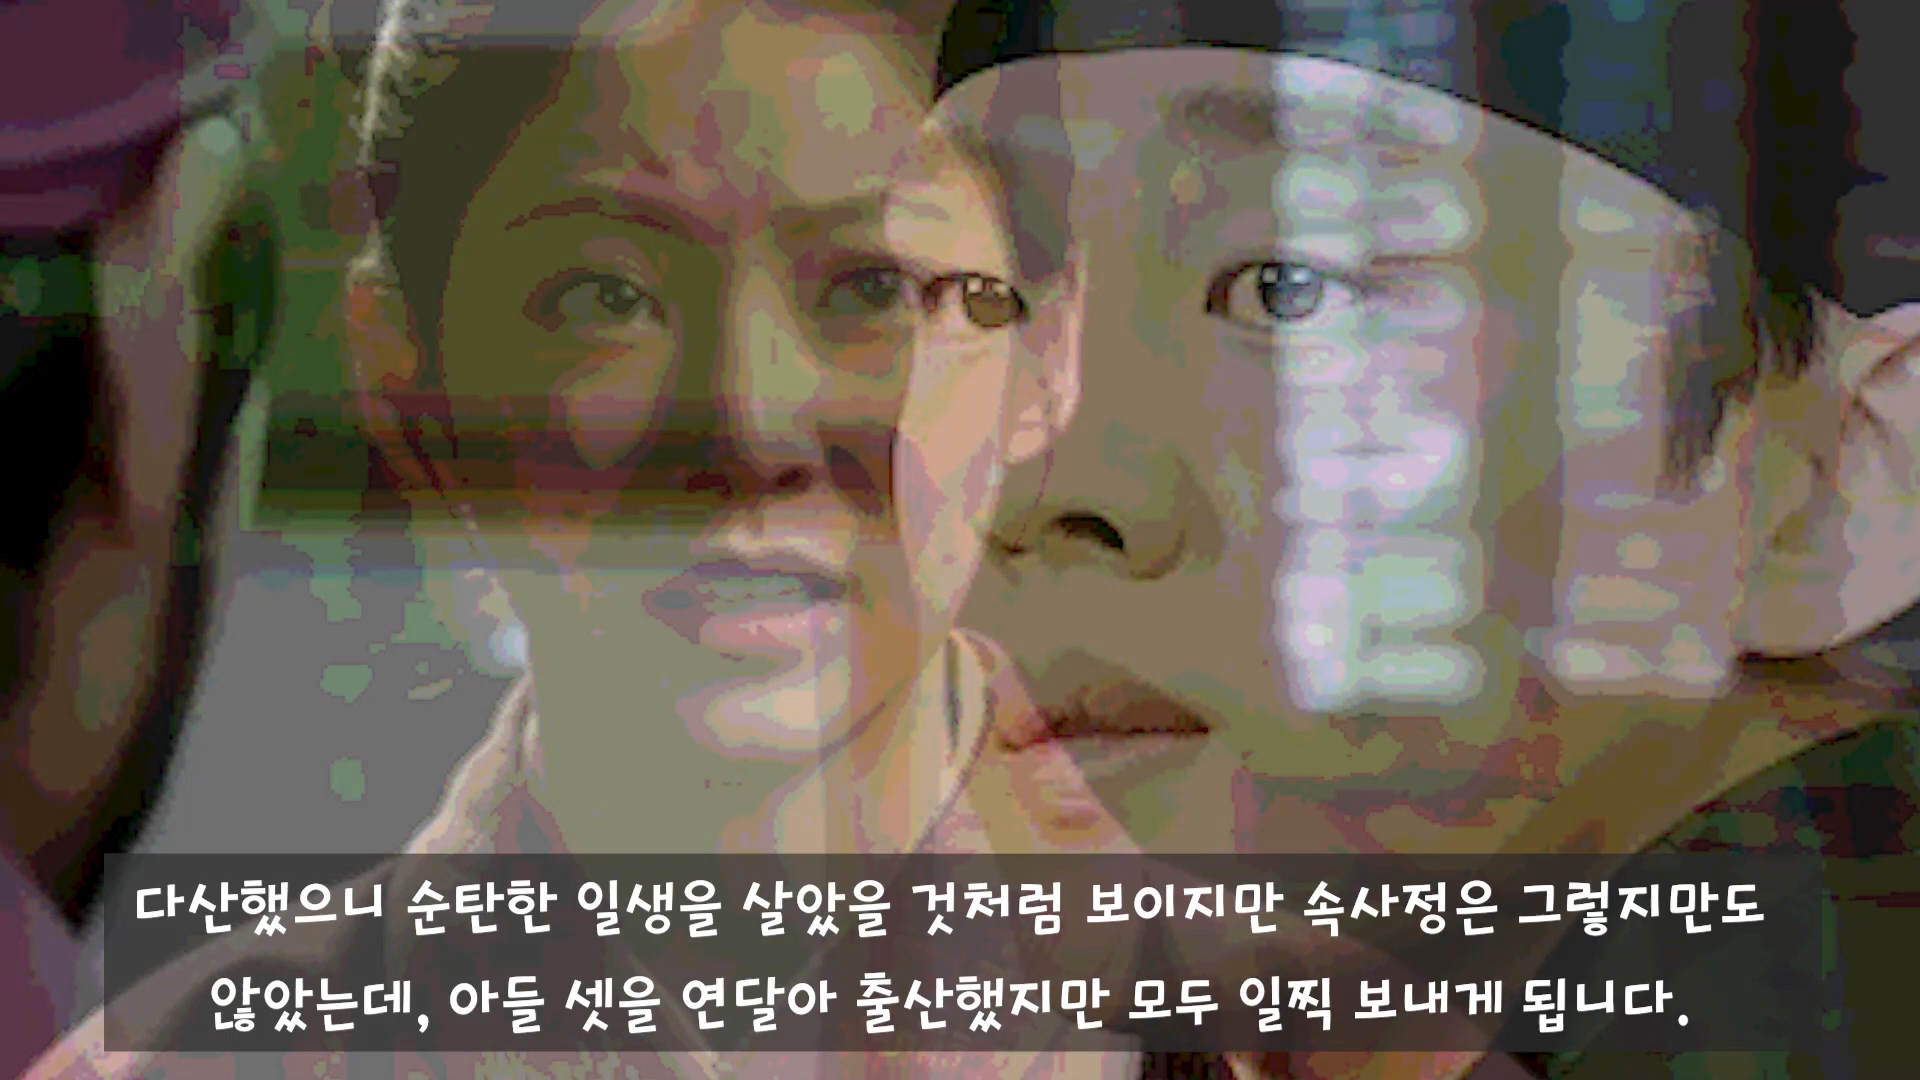 다산했으니 순탄한 일생을 살았을 것처럼 보이지만 속사정은 그렇지만도
않았는데, 아들 셋을 연달아 출산했지만 모두 일찍 보내게 됩니다.